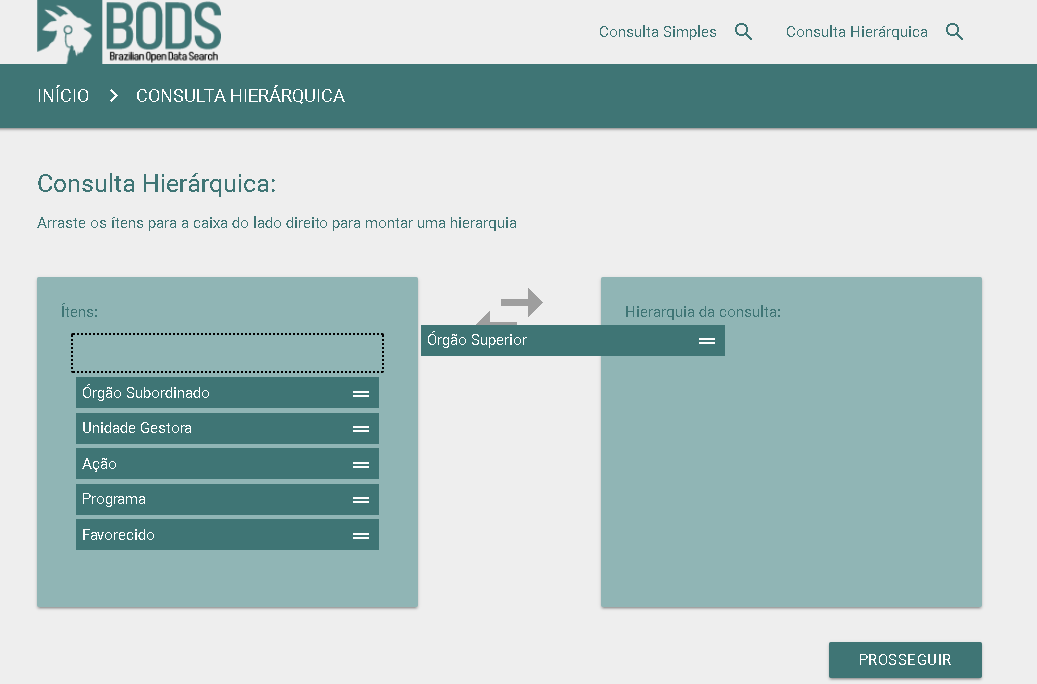 BODS
Brazilian Open Data Search
Consulta Simples
Consulta Hierárquica
INÍCIO
CONSULTA HIERÁRQUICA
Consulta Hierárquica:
Arraste os ítens para a caixa do lado direito para montar uma hierarquia
Ítens:
Órgão Subordinado
Unidade Gestora
Ação
Programa
Favorecido
Órgão Superior
Hierarquia da consulta:
PROSSEGUIR